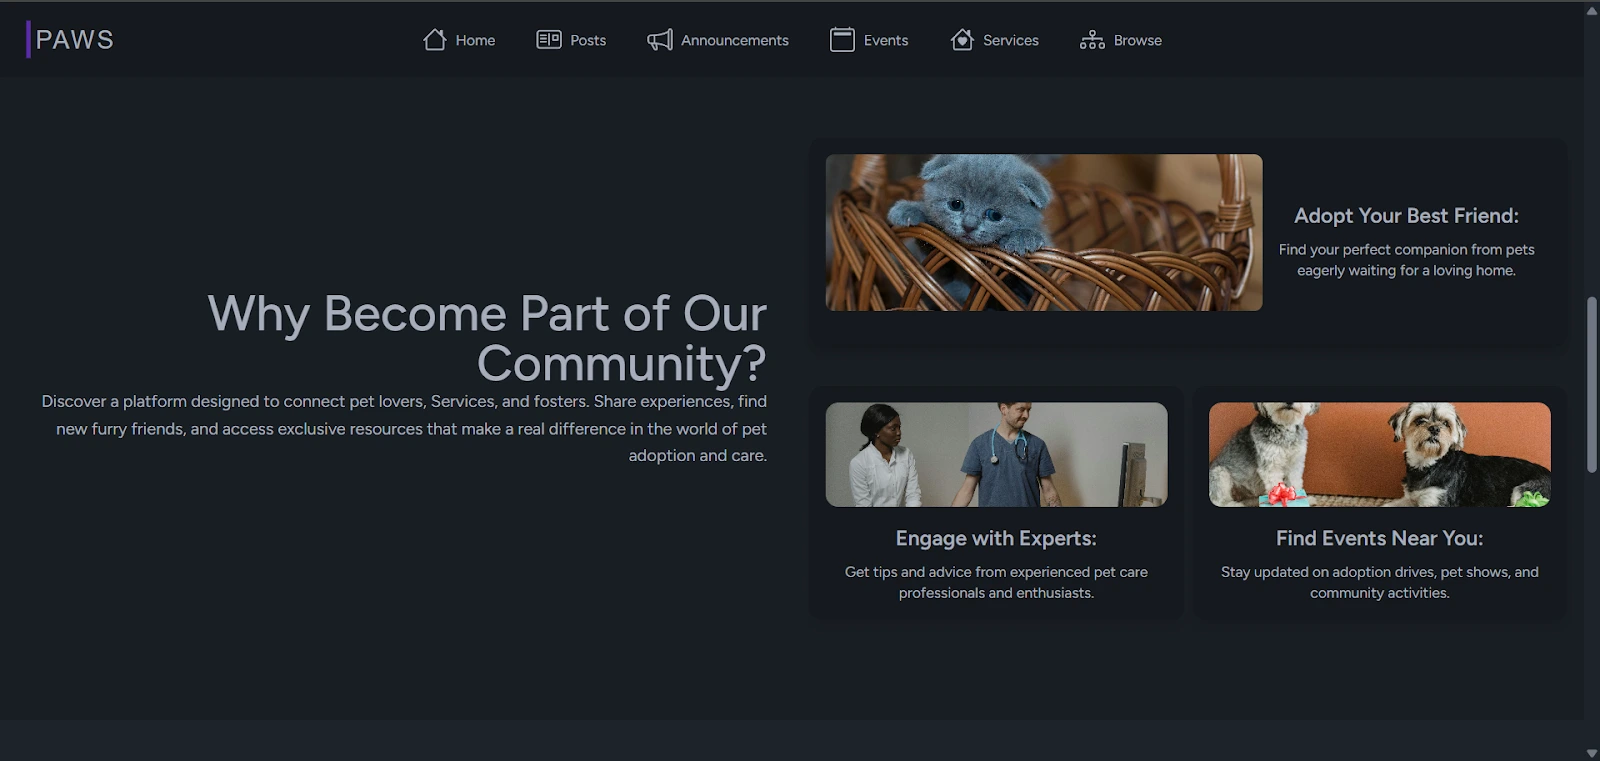 PAWS
Home
Posts
Announcements
Events
Services
Browse
Why Become Part of Our
Community?
Discover a platform designed to connect pet lovers, Services, and fosters. Share experiences, find
new furry friends, and access exclusive resources that make a real difference in the world of pet
adoption and care.
Adopt Your Best Friend:
Find your perfect companion from pets
eagerly waiting for a loving home.
Engage with Experts:
Get tips and advice from experienced pet care
professionals and enthusiasts.
Find Events Near You:
Stay updated on adoption drives, pet shows, and
community activities.